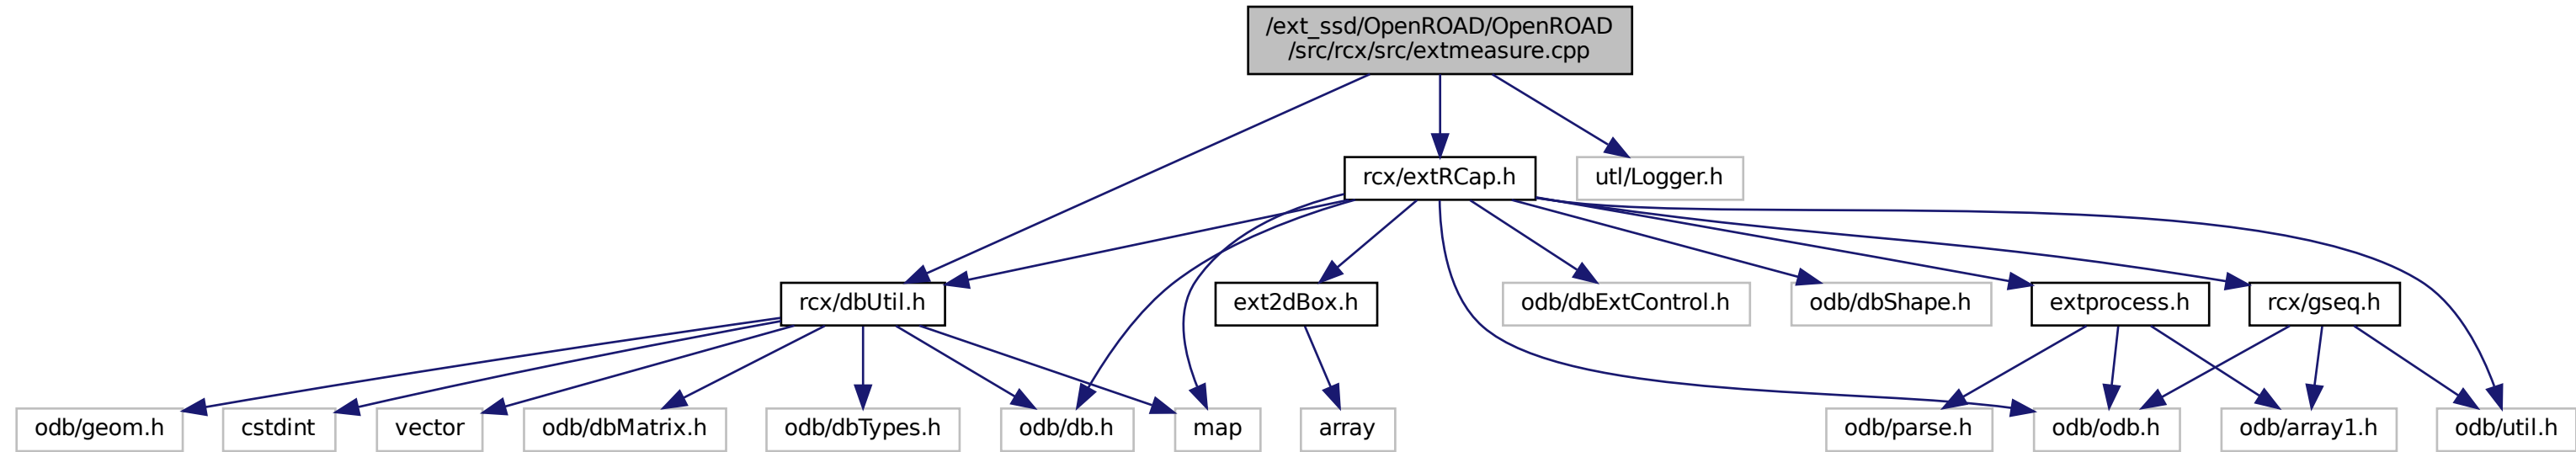 /ext_ssd/OpenROAD/OpenROAD
/src/rcx/src/extmeasure.cpp
rcx/extRCap.h
utl/Logger.h
rcx/dbUtil.h
ext2dBox.h
odb/dbExtControl.h
odb/dbShape.h
extprocess.h
rcx/gseq.h
odb/geom.h
cstdint
vector
odb/dbMatrix.h
odb/dbTypes.h
odb/db.h
map
array
odb/parse.h
odb/odb.h
odb/array1.h
odb/util.h